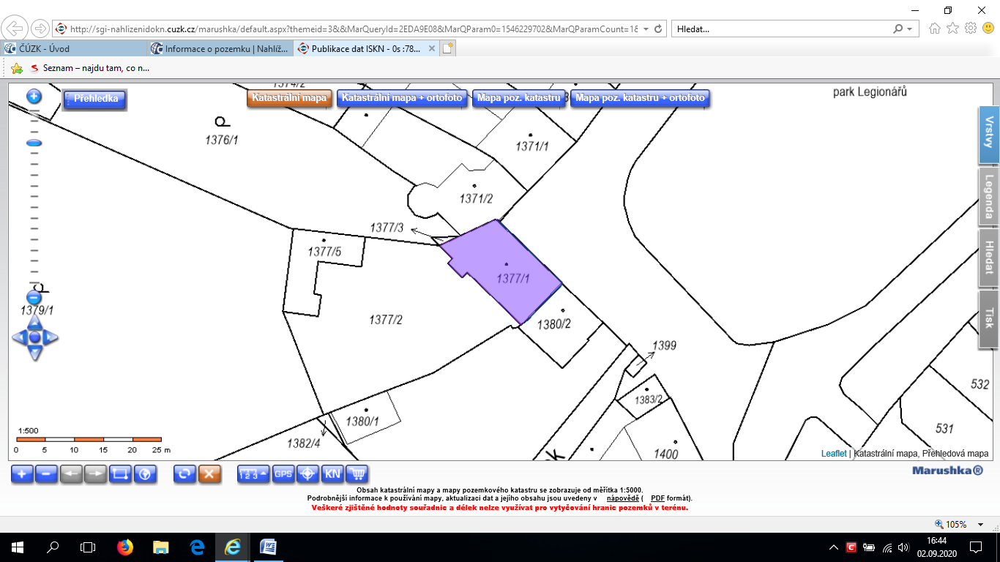 http://sgi-nahlizenidokn.cuzk.cz/marushka/default.aspx?themeid=3&&MarQueryId=2EDA9E08&MarQParam0=1546229702&MarQParamCount=1&
Hledat...
ČÚZK - Úvod
Informace o pozemku | Nahlíž...
Publikace dat ISKN - 0s :78...
Seznam – najdu tam, co n...
Přehledka
Katastrální mapa
Katastrální mapa + ortofoto
Mapa poz. katastru
Mapa poz. katastru + ortofoto
1374/2
park Legionářů
Vrstvy
Legenda
Hledat
Tisk
1376/1
1371/1
1371/2
1377/3
1377/5
1377/1
1379/1
1377/2
1380/2
1399
532
1383/2
1380/1
531
1382/4
1400
K
1:500
0 5 10 15 20 25 m
Leaflet | Katastrální mapa, Přehledová mapa
1 2 3
GPS
KN
Marushka®
Obsah katastrální mapy a mapy pozemkového katastru se zobrazuje od měřítka 1:5000.
Podrobnější informace k používání mapy, aktualizaci dat a jejího obsahu jsou uvedeny v nápovědě ( PDF formát).
Veškeré zjištěné hodnoty souřadnic a délek nelze využívat pro vytyčování hranic pozemků v terénu.
105%
16:44
02.09.2020